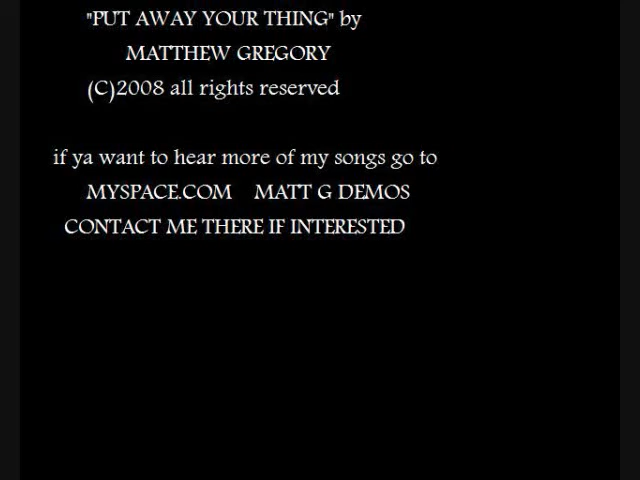 "PUT AWAY YOUR THING" by
MATTHEW GREGORY
(C)2008 all rights reserved
if ya want to hear more of my songs go to
MYSPACE.COM MATT G DEMOS
CONTACT ME THERE IF INTERESTED